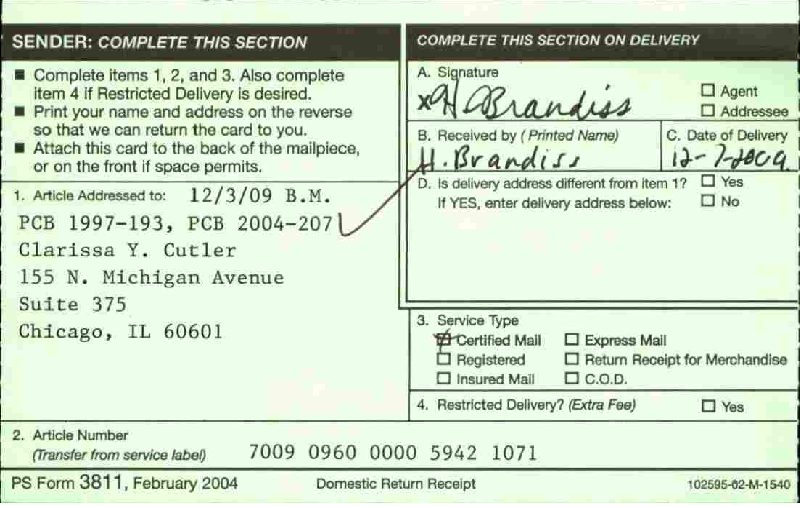 SENDER: COMPLETE THIS SECTION
■ Complete items 1, 2, and 3. Also complete
item 4 if Restricted Delivery is desired.
■ Print your name and address on the reverse
so that we can return the card to you.
■ Attach this card to the back of the mailpiece,
or on the front if space permits.
1. Article Addressed to: 12/3/09 B.M.
PCB 1997-193, PCB 2004-207
Clarissa Y. Cutler
155 N. Michigan Avenue
Suite 375
Chicago, IL 60601
2. Article Number
(Transfer from service label) 7009 0960 0000 5942 1071
COMPLETE THIS SECTION ON DELIVERY
A. Signature
X H Brandiss
☐ Agent
☐ Addressee
B. Received by (Printed Name)
H. Brandiss
C. Date of Delivery
12-7-2009
D. Is delivery address different from item 1? ☐ Yes
If YES, enter delivery address below: ☐ No
3. Service Type
☒ Certified Mail ☐ Express Mail
☐ Registered ☐ Return Receipt for Merchandise
☐ Insured Mail ☐ C.O.D.
4. Restricted Delivery? (Extra Fee) ☐ Yes
PS Form 3811, February 2004 Domestic Return Receipt 102595-02-M-1540